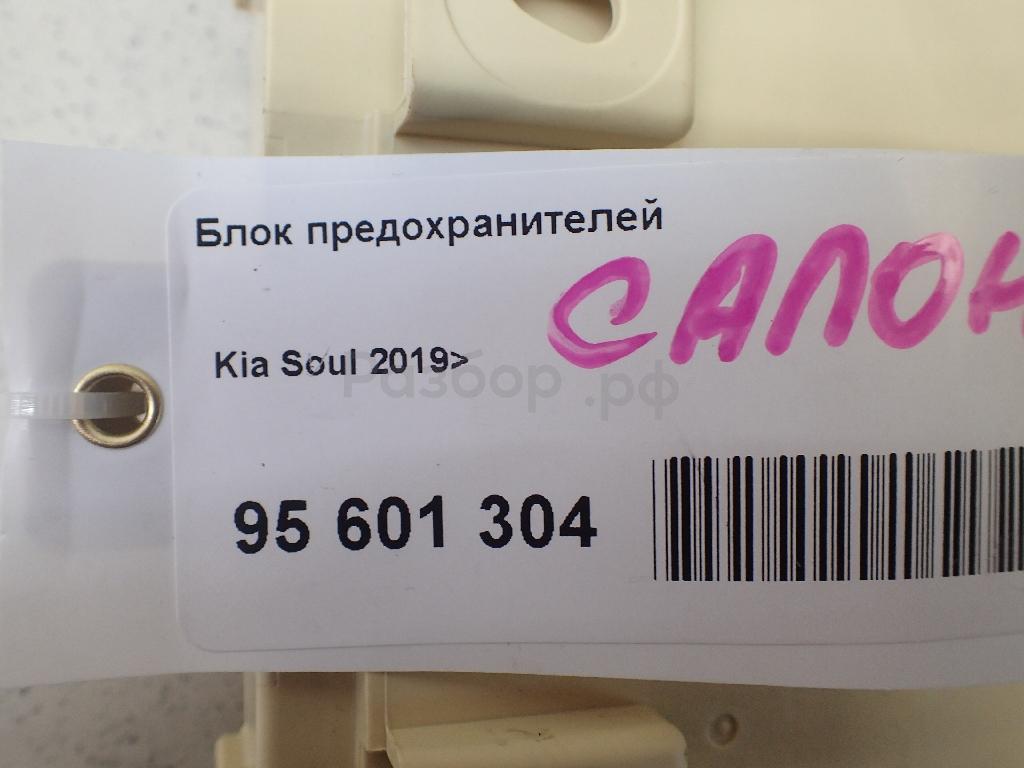 Блок предохранителей
САЛОН
Kia Soul 2019>
Разбор.рф
95 601 304